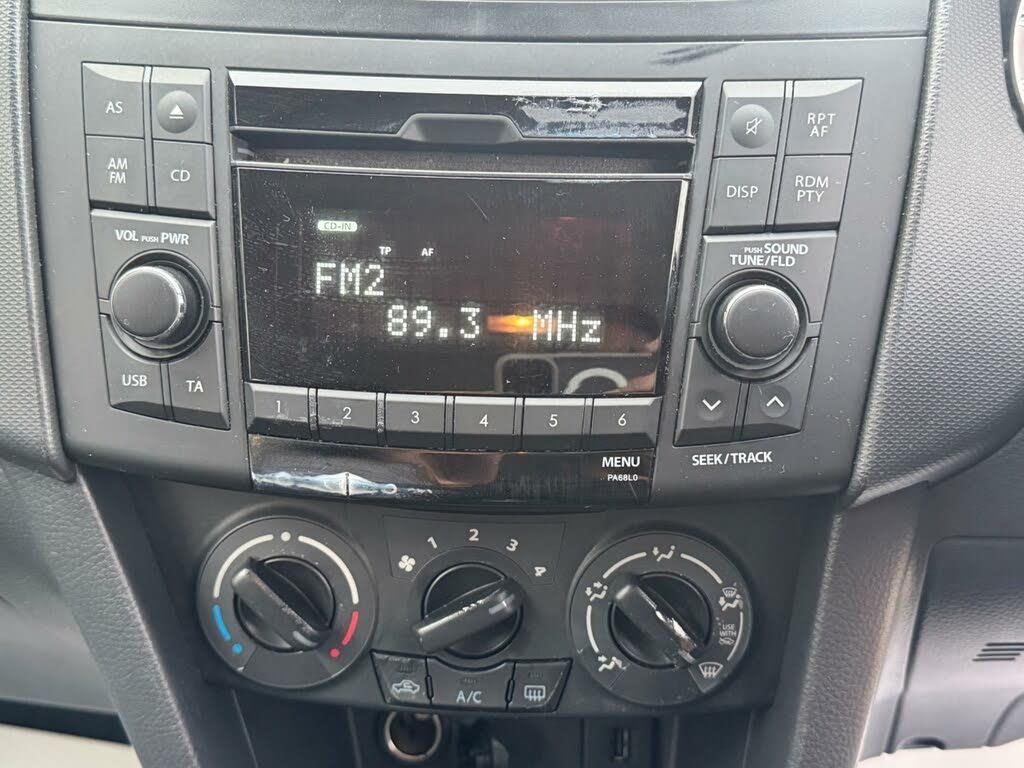 AS
RPT
AF
AM
FM
CD
DISP
RDM
PTY
VOL PUSH PWR
PUSH SOUND
TUNE/FLD
CD-IN
TP AF
FM2
89.3 MHz
USB
TA
1 2 3 4 5 6
MENU
PA68L0
SEEK/TRACK
1 2 3 4
USE
WITH
A/C